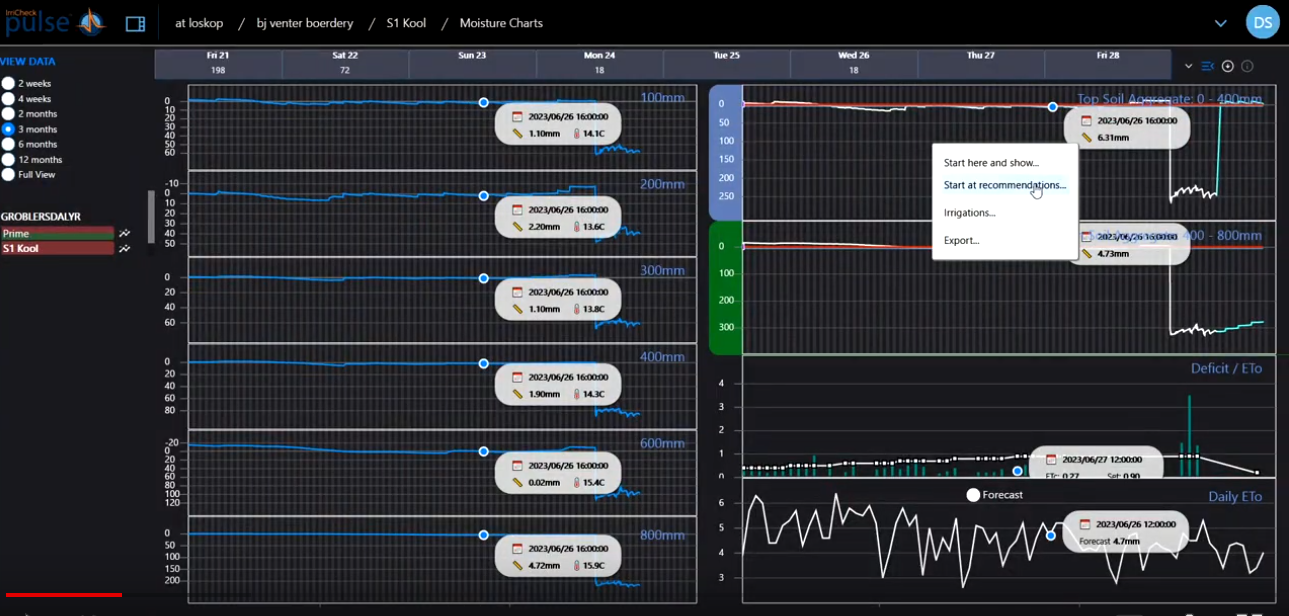 ImCheck
pulse
at loskop / bj venter boerdery / S1 Kool / Moisture Charts
DS
VIEW DATA
2 weeks
4 weeks
2 months
3 months
6 months
12 months
Full View
GROBLERSDALYR
Prime
S1 Kool
Fri 21 Sat 22 Sun 23 Mon 24 Tue 25 Wed 26 Thu 27 Fri 28
198 72 18 18
100mm
0
10
20
30
40
50
60
2023/06/26 16:00:00
1.10mm 14.1C
200mm
-10
0
10
20
30
40
50
2023/06/26 16:00:00
2.20mm 13.6C
300mm
0
20
40
60
2023/06/26 16:00:00
1.10mm 13.8C
400mm
0
20
40
60
80
2023/06/26 16:00:00
1.90mm 14.3C
600mm
-20
0
20
40
60
80
100
120
2023/06/26 16:00:00
0.02mm 15.4C
800mm
0
50
100
150
200
2023/06/26 16:00:00
4.72mm 15.9C
Top Soil Aggregate: 0 - 400mm
0
50
100
150
200
250
2023/06/26 16:00:00
6.31mm
Start here and show...
Start at recommendations...
Irrigations...
Export...
Soil Aggregate: 400 - 800mm
0
100
200
300
2023/06/26 16:00:00
4.73mm
Deficit / ETo
4
3
2
1
0
2023/06/27 12:00:00
ETc: 0.27 Set: 0.90
Forecast
Daily ETo
6
5
4
3
2023/06/26 12:00:00
Forecast 4.7mm